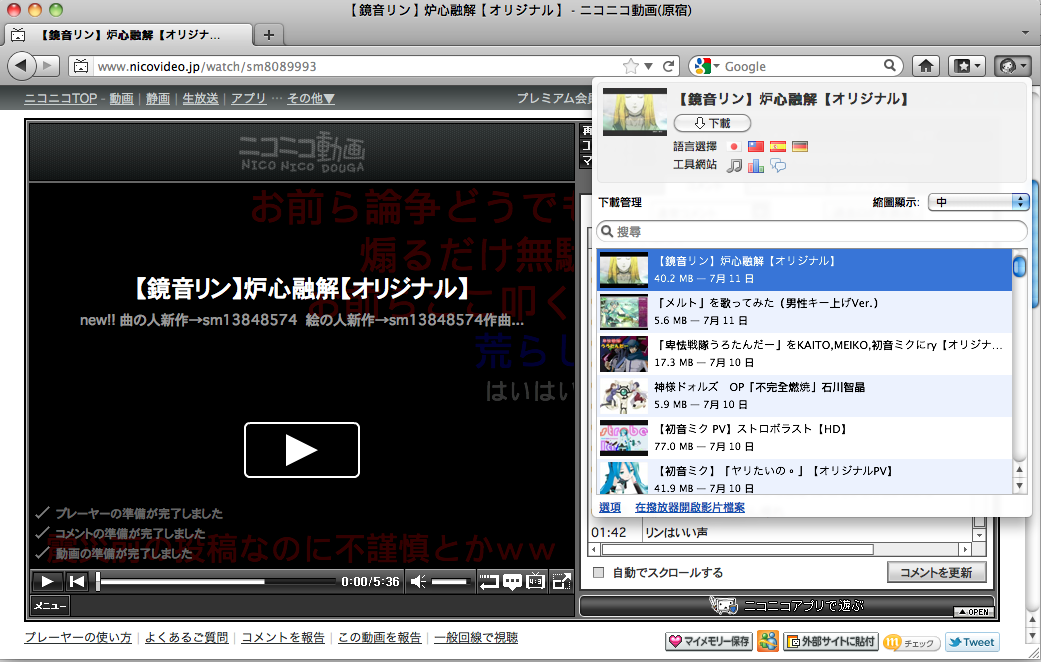 【鏡音リン】炉心融解【オリジナル】 - ニコニコ動画(原宿)
【鏡音リン】炉心融解【オリジナ...
www.nicovideo.jp/watch/sm8089993
Google
ニコニコTOP - 動画 | 静画 | 生放送 | アプリ … その他▼
プレミアム会
ニコニコ動画
NICO NICO DOUGA
お前ら論争どうでも
煽るだけ無駄
【鏡音リン】炉心融解【オリジナル】
new!! 曲の人新作→sm13848574 絵の人新作→sm13848574作曲...
荒らし
はいはい
プレーヤーの準備が完了しました
コメントの準備が完了しました
動画の準備が完了しました
投稿なのに不謹慎とかｗｗ
0:00/5:36
メニュー
【鏡音リン】炉心融解【オリジナル】
下載
語言選擇
工具網站
下載管理
縮圖顯示:
中
搜尋
【鏡音リン】炉心融解【オリジナル】
40.2 MB — 7月 11 日
「メルト」を歌ってみた（男性キー上げVer.）
5.6 MB — 7月 11 日
「卑怯戦隊うろたんだー」をKAITO,MEIKO,初音ミクにry【オリジナ...
17.3 MB — 7月 10 日
神様ドォルズ　OP「不完全燃焼」石川智晶
5.9 MB — 7月 10 日
【初音ミク PV】ストロボラスト【HD】
77.0 MB — 7月 10 日
【初音ミク】「ヤりたいの。」【オリジナルPV】
41.9 MB — 7月 10 日
選項
在播放器開啟影片檔案
01:42 リンはいい声
自動でスクロールする
コメントを更新
ニコニコアプリで遊ぶ
▲OPEN
プレーヤーの使い方 | よくあるご質問 | コメントを報告 | この動画を報告 | 一般回線で視聴
マイメモリー保存
外部サイトに貼付
チェック
Tweet